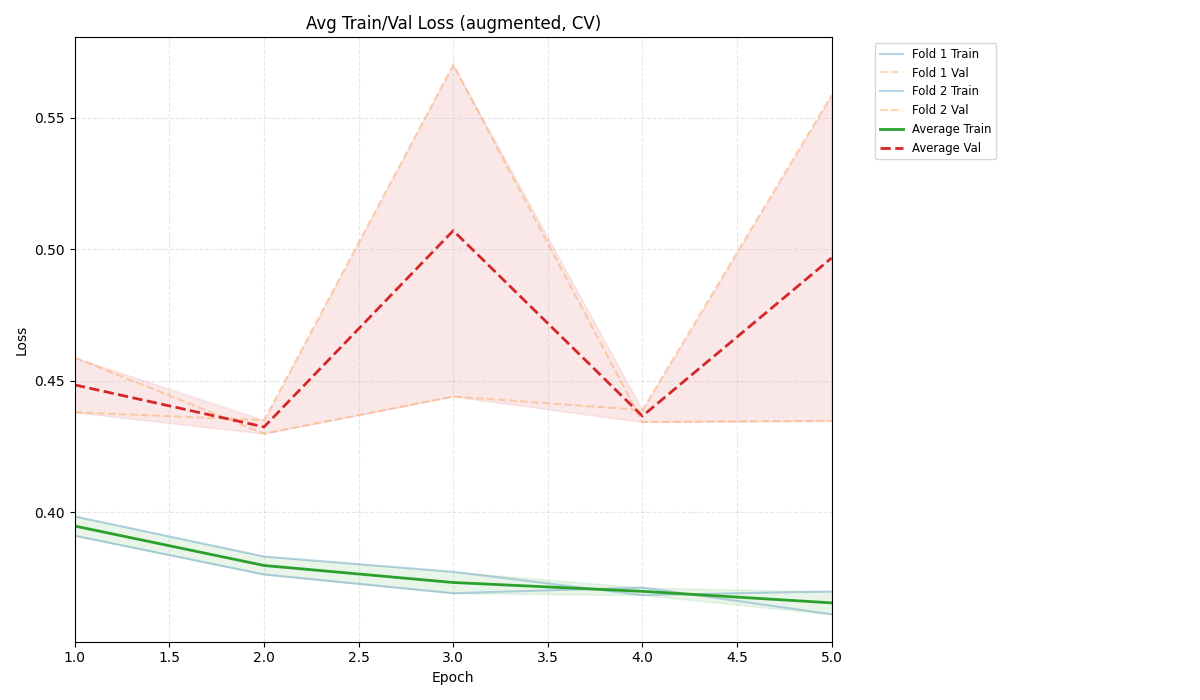 Avg Train/Val Loss (augmented, CV)
Fold 1 Train
Fold 1 Val
Fold 2 Train
Fold 2 Val
Average Train
Average Val
Loss
0.55
0.50
0.45
0.40
1.0 1.5 2.0 2.5 3.0 3.5 4.0 4.5 5.0
Epoch